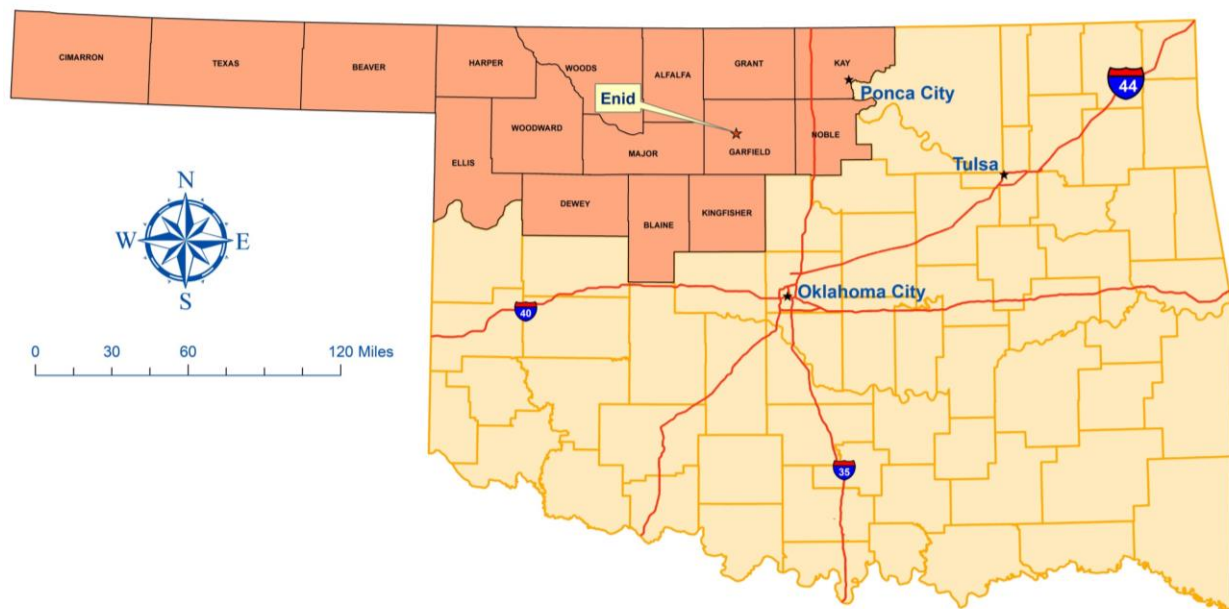 CIMARRON
TEXAS
BEAVER
HARPER
WOODS
ALFALFA
GRANT
KAY
Ponca City
44
Enid
WOODWARD
MAJOR
GARFIELD
NOBLE
ELLIS
Tulsa
DEWEY
BLAINE
KINGFISHER
N
W
E
S
Oklahoma City
40
0 30 60 120 Miles
35